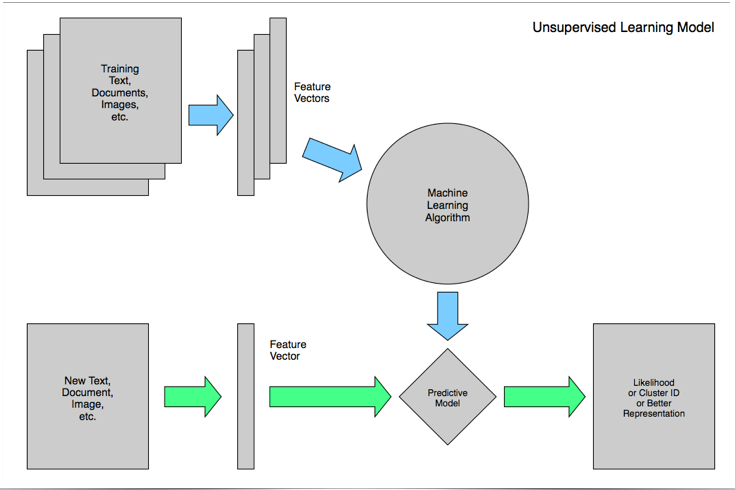 Unsupervised Learning Model
Training
Text,
Documents,
Images,
etc.
Feature
Vectors
Machine
Learning
Algorithm
New Text,
Document,
Image,
etc.
Feature
Vector
Predictive
Model
Likelihood
or Cluster ID
or Better
Representation